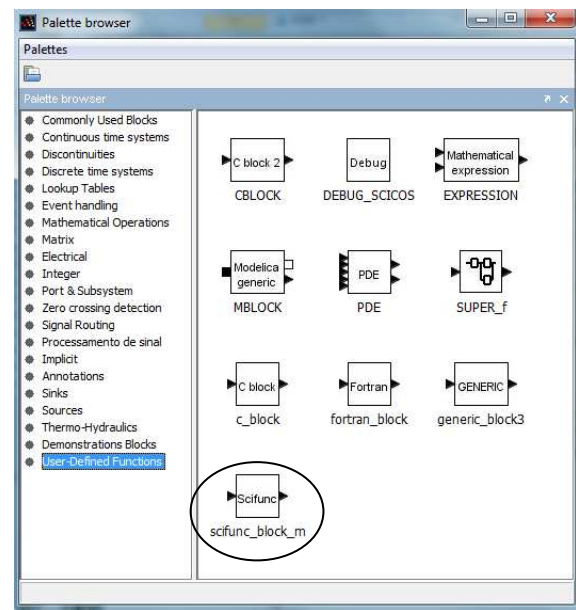 Palette browser
Palettes
Palette browser
Commonly Used Blocks
Continuous time systems
Discontinuities
Discrete time systems
Lookup Tables
Event handling
Mathematical Operations
Matrix
Electrical
Integer
Port & Subsystem
Zero crossing detection
Signal Routing
Processamento de sinal
Implicit
Annotations
Sinks
Sources
Thermo-Hydraulics
Demonstrations Blocks
User-Defined Functions
C block 2
Debug
Mathematical
expression
CBLOCK
DEBUG_SCICOS
EXPRESSION
Modelica
generic
PDE
MBLOCK
PDE
SUPER_f
C block
Fortran
GENERIC
c_block
fortran_block
generic_block3
Scifunc
scifunc_block_m